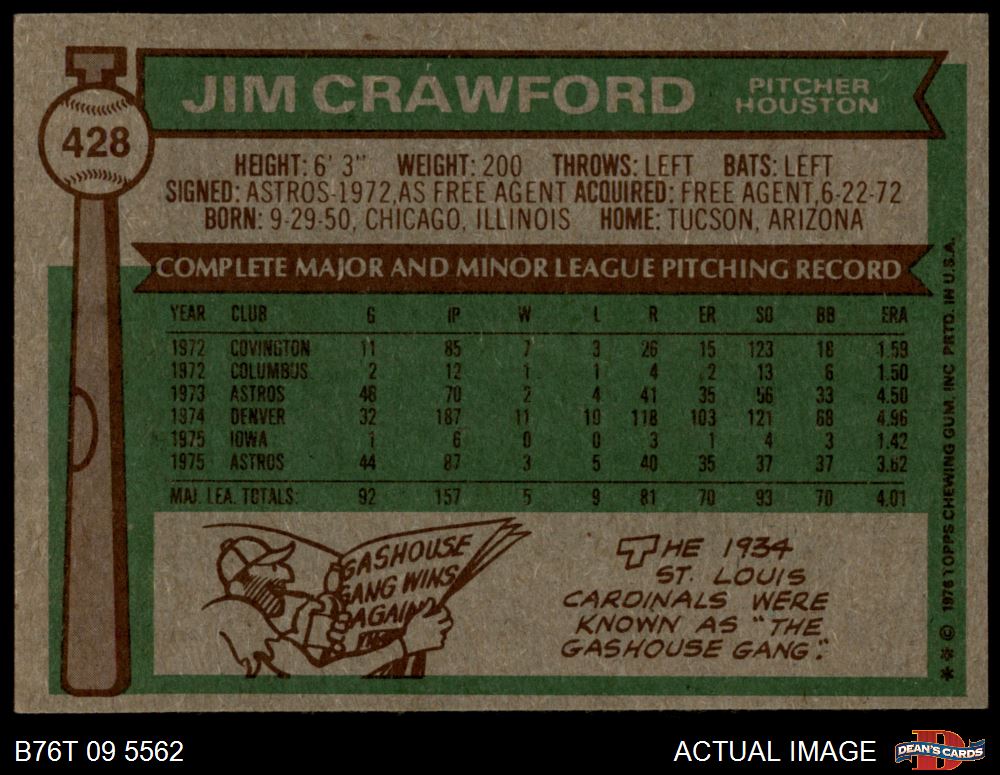 JIM CRAWFORD
PITCHER
HOUSTON
428
HEIGHT: 6' 3" WEIGHT: 200 THROWS: LEFT BATS: LEFT
SIGNED: ASTROS-1972, AS FREE AGENT ACQUIRED: FREE AGENT, 6-22-72
BORN: 9-29-50, CHICAGO, ILLINOIS HOME: TUCSON, ARIZONA
COMPLETE MAJOR AND MINOR LEAGUE PITCHING RECORD
YEAR CLUB G IP W L R ER SO BB ERA
1972 COVINGTON 11 85 7 3 26 15 123 18 1.59
1972 COLUMBUS 2 12 1 1 4 2 13 6 1.50
1973 ASTROS 48 70 2 4 41 35 56 33 4.50
1974 DENVER 32 187 11 10 118 103 121 68 4.96
1975 IOWA 1 6 0 0 3 1 4 3 1.42
1975 ASTROS 44 87 3 5 40 35 37 37 3.62
MAJ. LEA. TOTALS: 92 157 5 9 81 70 93 70 4.01
GASHOUSE
GANG WINS
AGAIN
THE 1934
ST. LOUIS
CARDINALS WERE
KNOWN AS "THE
GASHOUSE GANG."
** © 1976 TOPPS CHEWING GUM, INC PRTD. IN U.S.A.
B76T 09 5562
ACTUAL IMAGE
DEAN'S CARDS